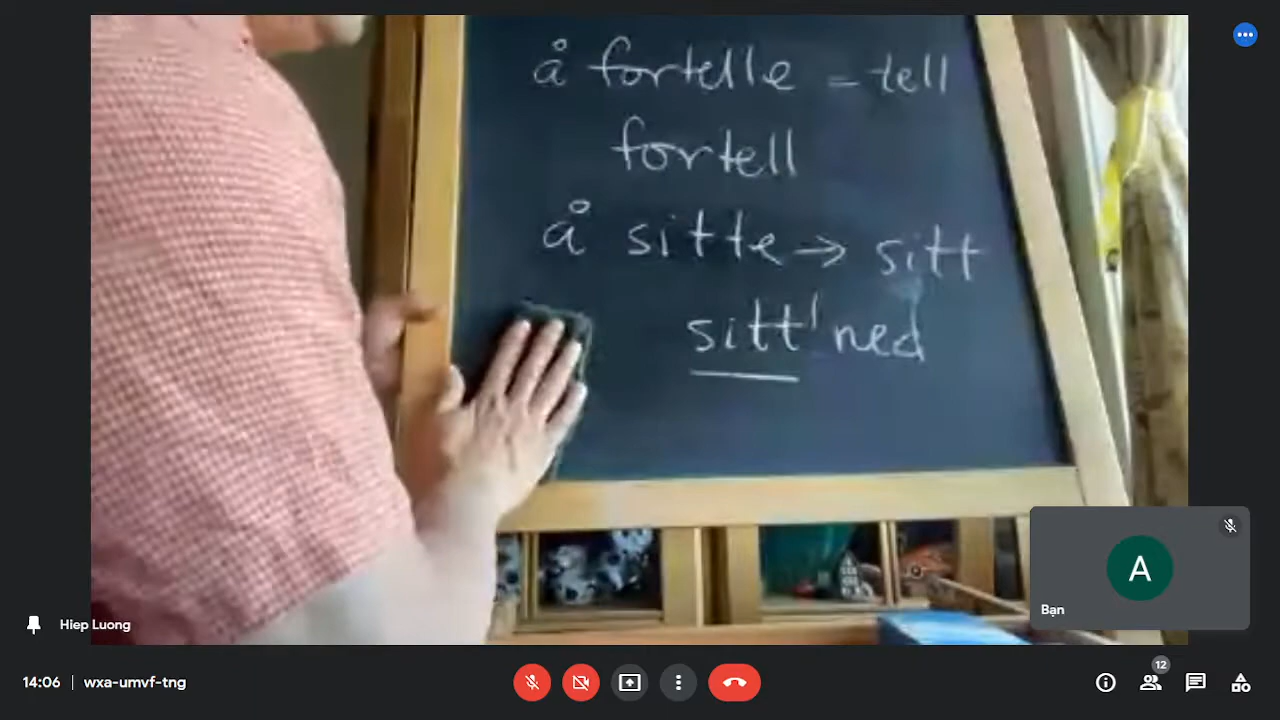 å fortelle = tell
fortell
å sitte → sitt
sitt' ned
A
Bạn
Hiep Luong
14:06 | wxa-umvf-tng
12